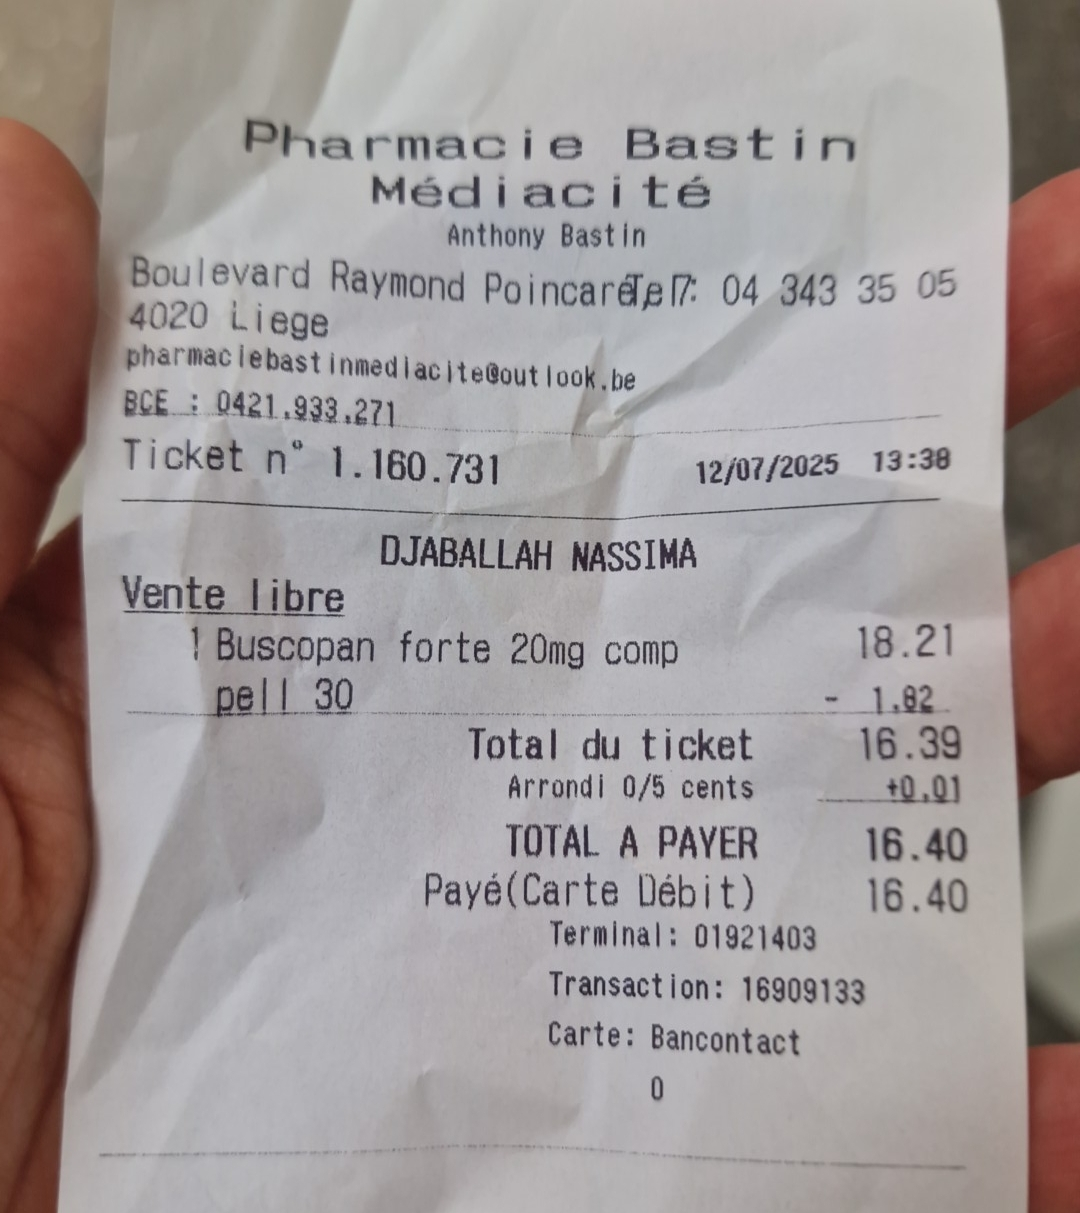 Pharmacie Bastin
Médiacité
Anthony Bastin
Boulevard Raymond Poincaré, 7 Tel: 04 343 35 05
4020 Liege
pharmaciebastinmediacite@outlook.be
BCE : 0421.933.271
Ticket n° 1.160.731 12/07/2025 13:38
DJABALLAH NASSIMA
Vente libre
1 Buscopan forte 20mg comp 18.21
pell 30 - 1.82
Total du ticket 16.39
Arrondi 0/5 cents +0.01
TOTAL A PAYER 16.40
Payé(Carte Débit) 16.40
Terminal: 01921403
Transaction: 16909133
Carte: Bancontact
0